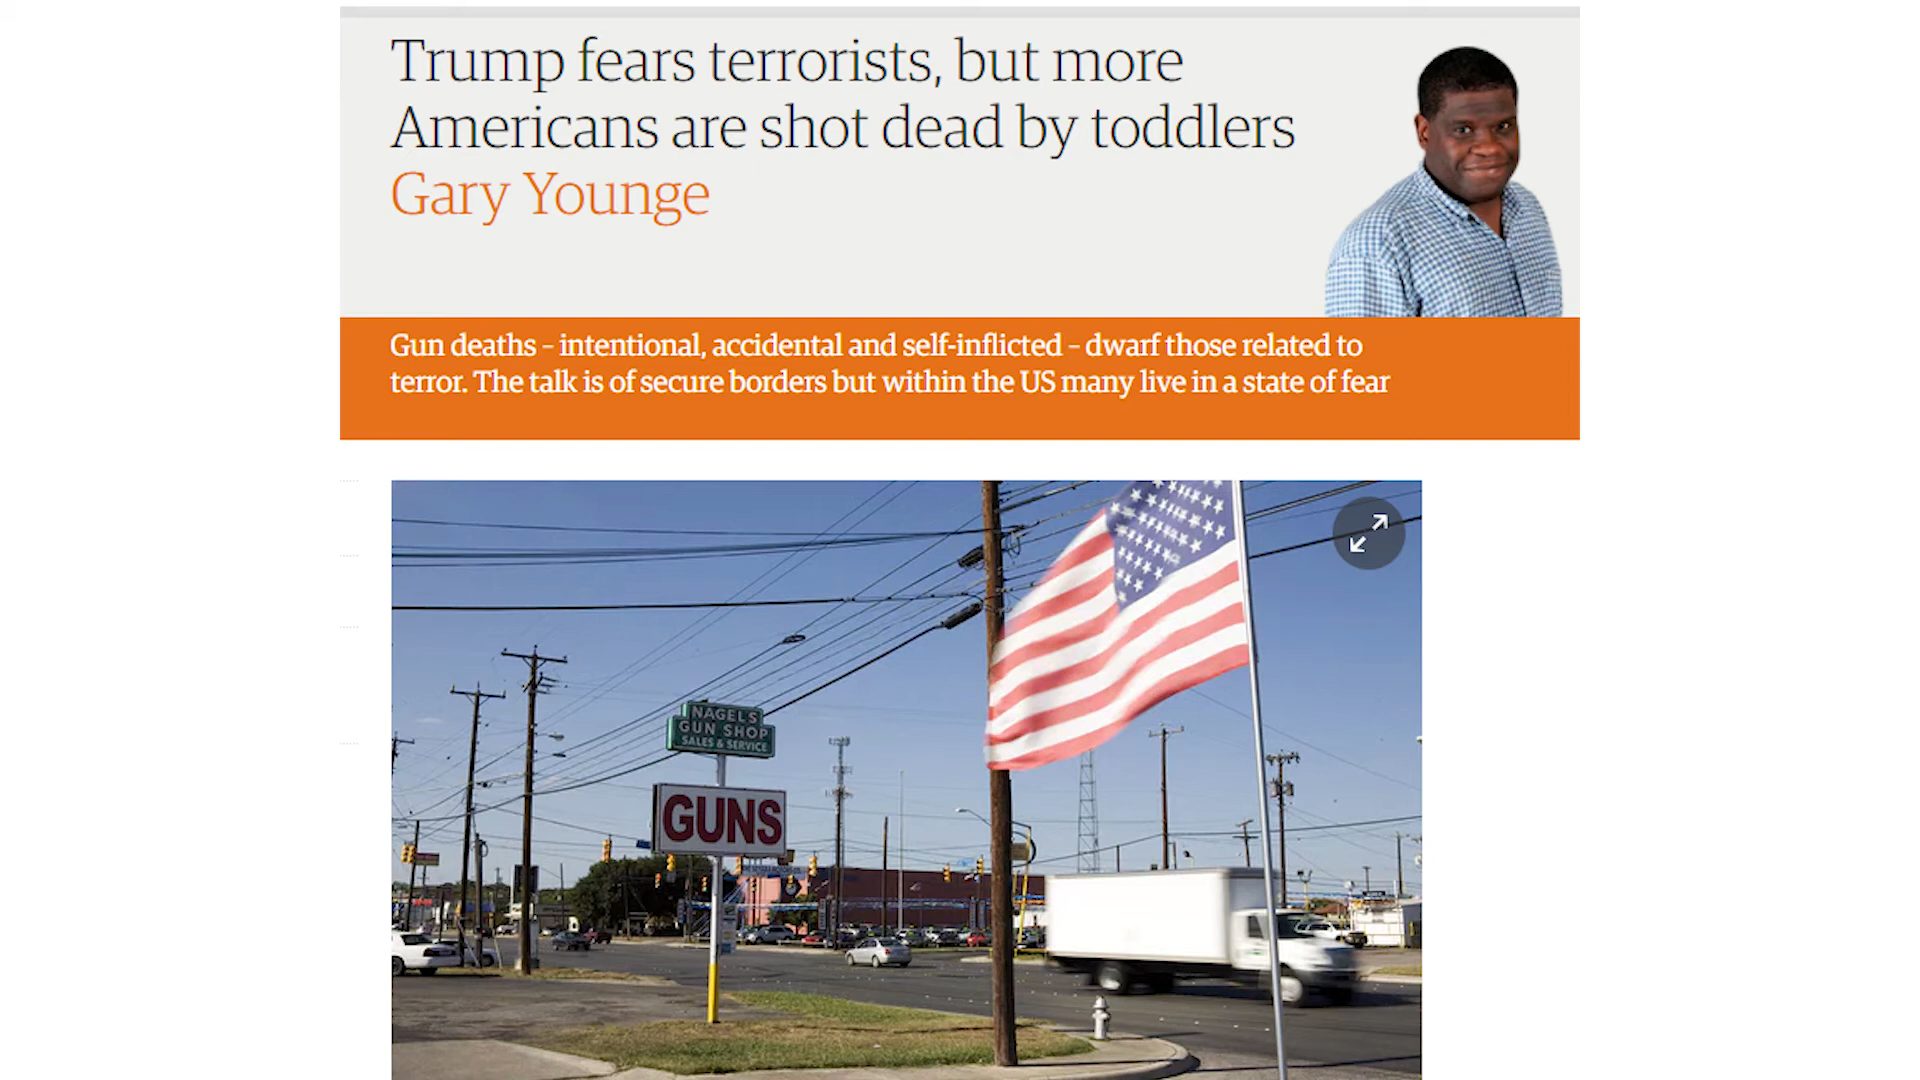 Trump fears terrorists, but more
Americans are shot dead by toddlers
Gary Younge
Gun deaths – intentional, accidental and self-inflicted – dwarf those related to
terror. The talk is of secure borders but within the US many live in a state of fear
NAGELS
GUN SHOP
SALES & SERVICE
GUNS